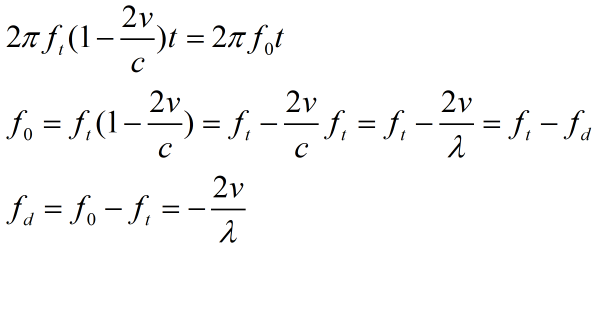 2πf_t(1−2v/c)t = 2πf_0t
f_0 = f_t(1−2v/c) = f_t − 2v/c f_t = f_t − 2v/λ = f_t − f_d
f_d = f_0 − f_t = −2v/λ